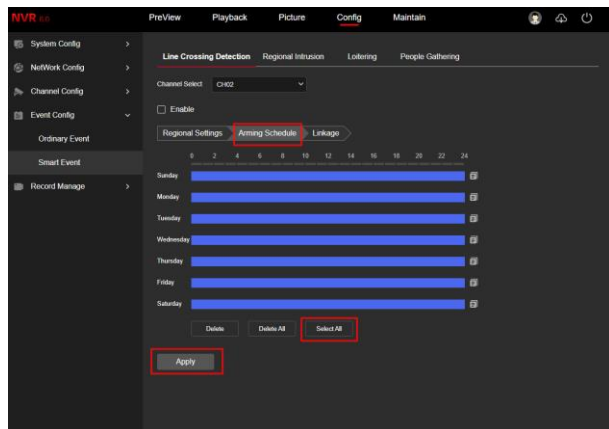 NVR 6.0 PreView Playback Picture Config Maintain
System Config
NetWork Config
Channel Config
Event Config
Ordinary Event
Smart Event
Record Manage
Line Crossing Detection Regional Intrusion Loitering People Gathering
Channel Select CH02
Enable
Regional Settings Arming Schedule Linkage
0 2 4 6 8 10 12 14 16 18 20 22 24
Sunday
Monday
Tuesday
Wednesday
Thursday
Friday
Saturday
Delete Delete All Select All
Apply